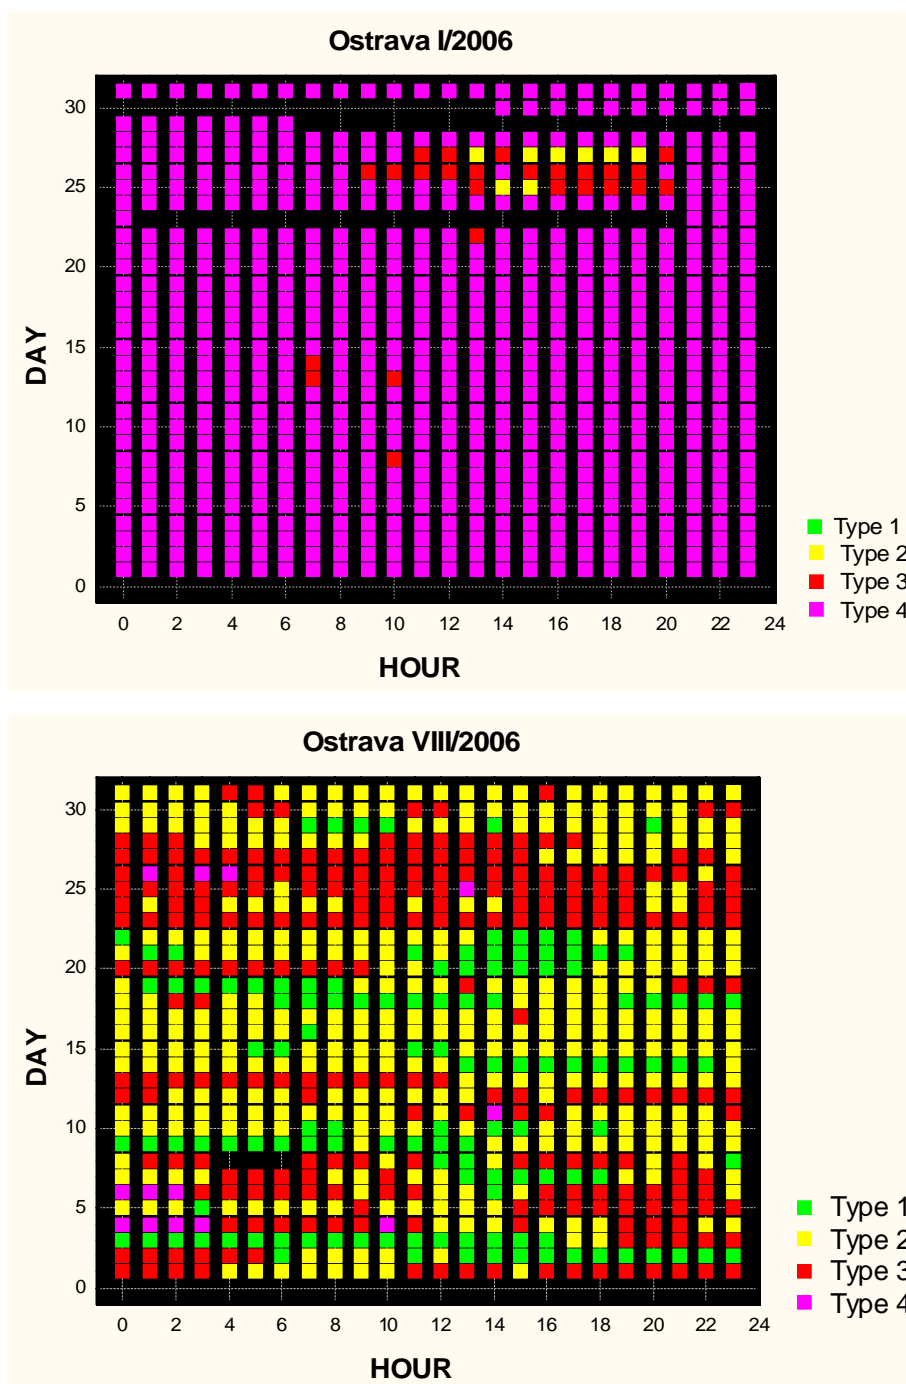 Ostrava I/2006
30
25
20
15
10
5
0
DAY
0 2 4 6 8 10 12 14 16 18 20 22 24
HOUR
Type 1
Type 2
Type 3
Type 4
Ostrava VIII/2006
30
25
20
15
10
5
0
DAY
0 2 4 6 8 10 12 14 16 18 20 22 24
HOUR
Type 1
Type 2
Type 3
Type 4